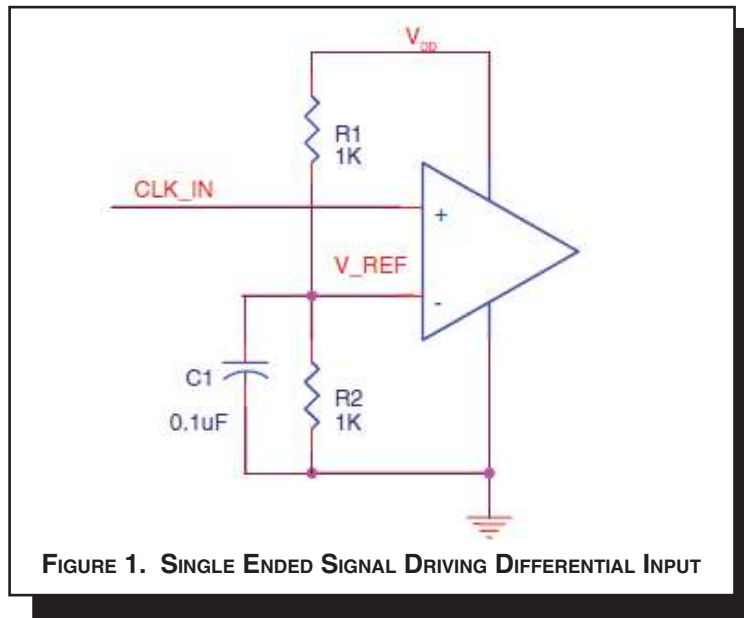 V_DD
R1
1K
CLK_IN
+
V_REF
-
C1
0.1uF
R2
1K
FIGURE 1. SINGLE ENDED SIGNAL DRIVING DIFFERENTIAL INPUT